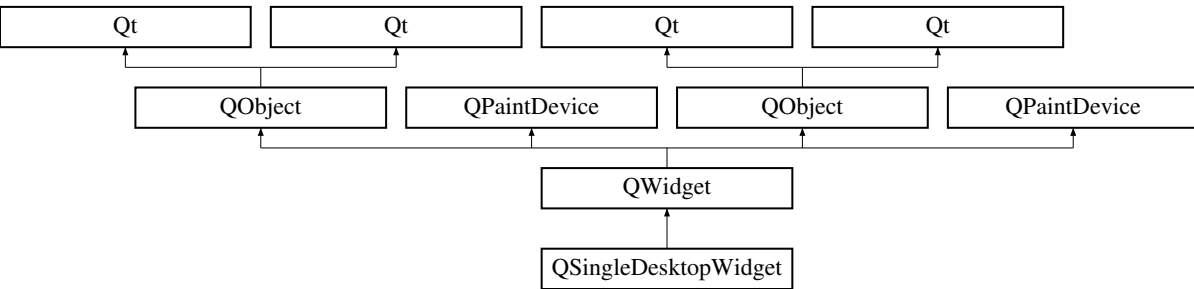 Qt Qt Qt Qt
QObject QPaintDevice QObject QPaintDevice
QWidget
QSingleDesktopWidget